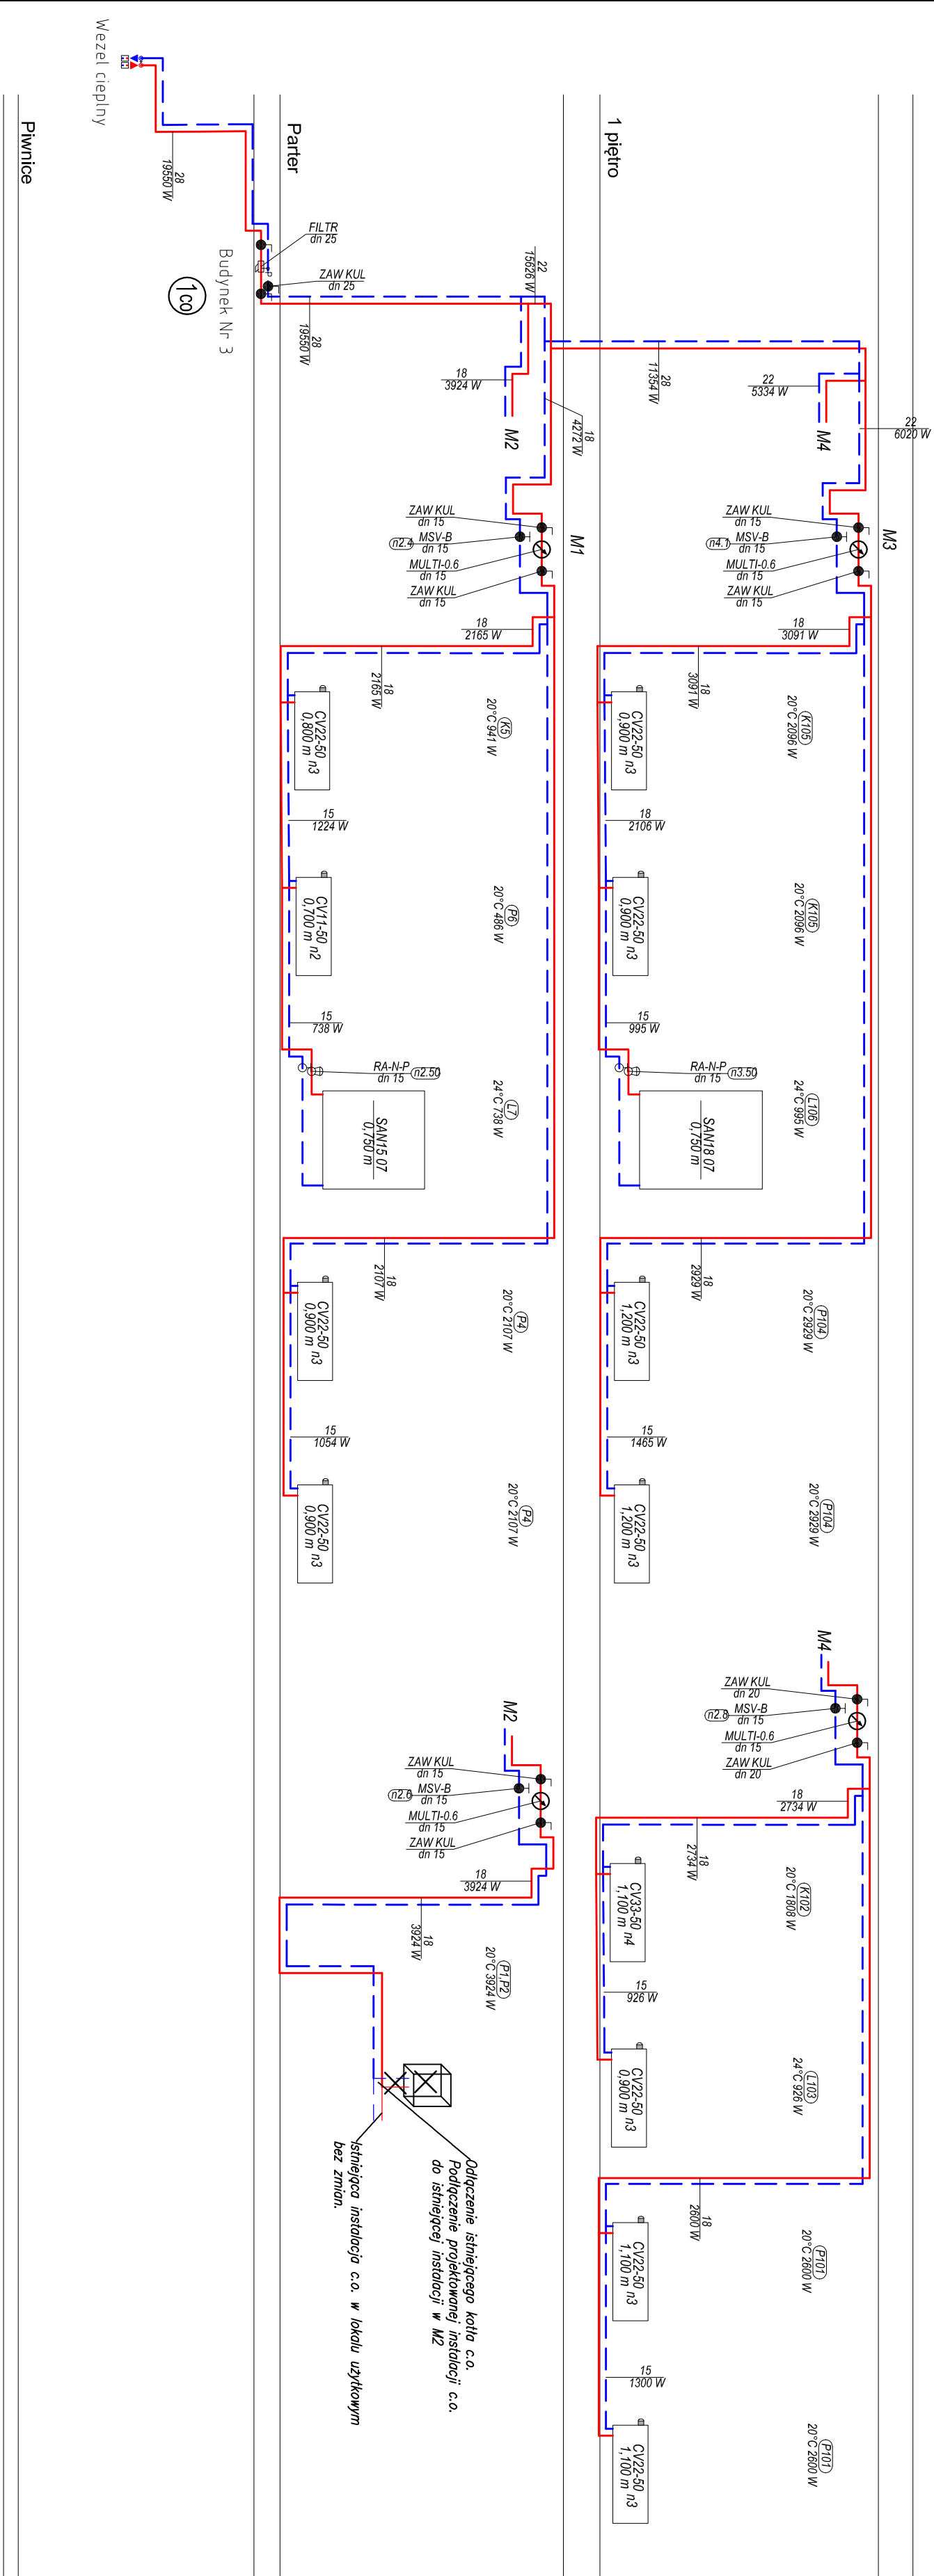 Wezel cieplny
Piwnice
Parter
1 piętro
28
19550 W
Budynek Nr 3
1co
FILTR
dn 25
ZAW KUL
dn 25
28
19550 W
22
15626 W
18
3924 W
M2
18
4272 W
28
11354 W
22
5334 W
M4
22
6020 W
ZAW KUL
dn 15
n2.4
MSV-B
dn 15
MULTI-0.6
dn 15
ZAW KUL
dn 15
M1
ZAW KUL
dn 15
n4.1
MSV-B
dn 15
MULTI-0.6
dn 15
ZAW KUL
dn 15
M3
18
2165 W
18
2165 W
18
3091 W
18
3091 W
CV22-50
0,800 m n3
K5
20°C 941 W
CV22-50
0,900 m n3
K105
20°C 2096 W
15
1224 W
18
2106 W
CV11-50
0,700 m n2
P6
20°C 486 W
CV22-50
0,900 m n3
K105
20°C 2096 W
15
738 W
15
995 W
RA-N-P
dn 15
n2.50
RA-N-P
dn 15
n3.50
SAN15 07
0,750 m
L7
24°C 738 W
SAN18 07
0,750 m
L106
24°C 995 W
18
2107 W
18
2929 W
CV22-50
0,900 m n3
P4
20°C 2107 W
CV22-50
1,200 m n3
P104
20°C 2929 W
15
1054 W
15
1465 W
CV22-50
0,900 m n3
P4
20°C 2107 W
CV22-50
1,200 m n3
P104
20°C 2929 W
M4
ZAW KUL
dn 20
n2.8
MSV-B
dn 15
MULTI-0.6
dn 15
ZAW KUL
dn 20
M2
ZAW KUL
dn 15
n2.6
MSV-B
dn 15
MULTI-0.6
dn 15
ZAW KUL
dn 15
18
2734 W
18
2734 W
18
3924 W
18
3924 W
CV33-50
1,100 m n4
K102
20°C 1808 W
P1,P2
20°C 3924 W
15
926 W
CV22-50
0,900 m n3
L103
24°C 926 W
Odłączenie istniejącego kotła c.o.
Podłączenie projektowanej instalacji c.o.
do istniejącej instalacji w M2
Istniejąca instalacja c.o. w lokalu użytkowym
bez zmian.
18
2600 W
CV22-50
1,100 m n3
P101
20°C 2600 W
15
1300 W
CV22-50
1,100 m n3
P101
20°C 2600 W